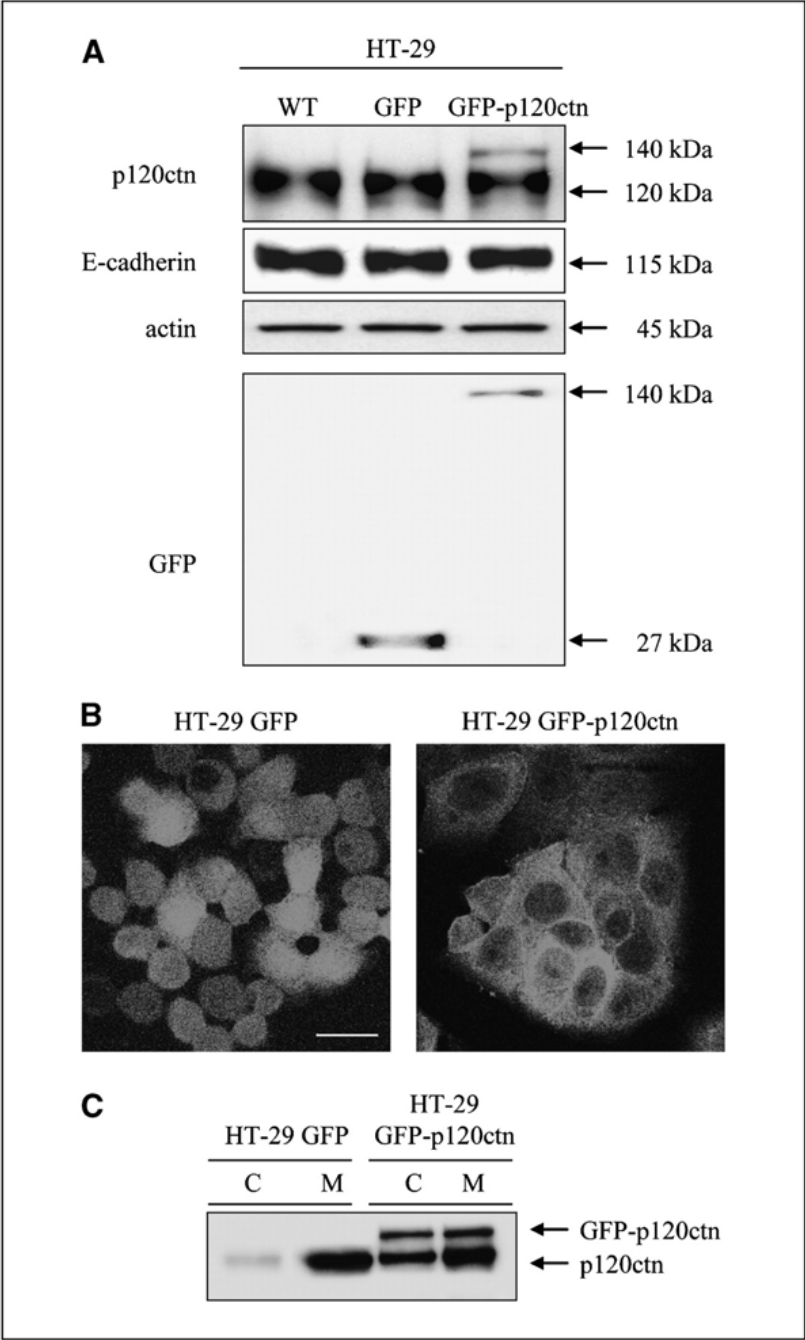 A
HT-29
WT GFP GFP-p120ctn
p120ctn
140 kDa
120 kDa
E-cadherin
115 kDa
actin
45 kDa
140 kDa
GFP
27 kDa
B
HT-29 GFP HT-29 GFP-p120ctn
C
HT-29 GFP
HT-29
GFP-p120ctn
C M C M
GFP-p120ctn
p120ctn